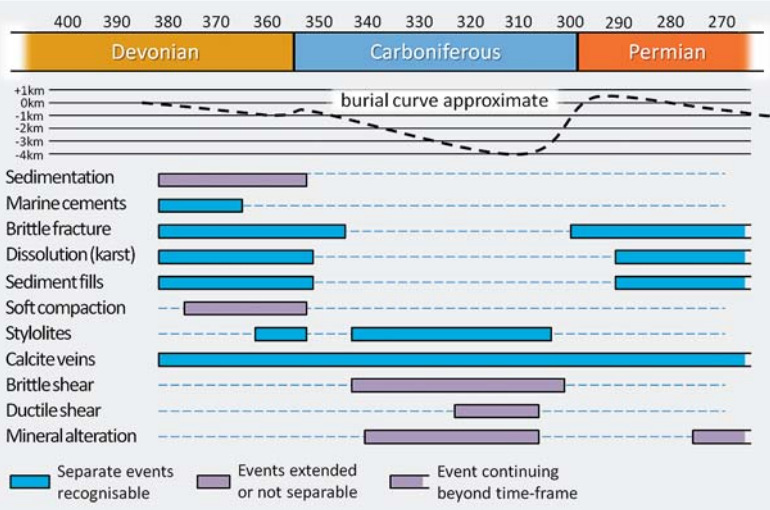 400 390 380 370 360 350 340 330 320 310 300 290 280 270
Devonian Carboniferous Permian
+1km
0km
-1km
-2km
-3km
-4km
burial curve approximate
Sedimentation
Marine cements
Brittle fracture
Dissolution (karst)
Sediment fills
Soft compaction
Stylolites
Calcite veins
Brittle shear
Ductile shear
Mineral alteration
Separate events
recognisable
Events extended
or not separable
Event continuing
beyond time-frame